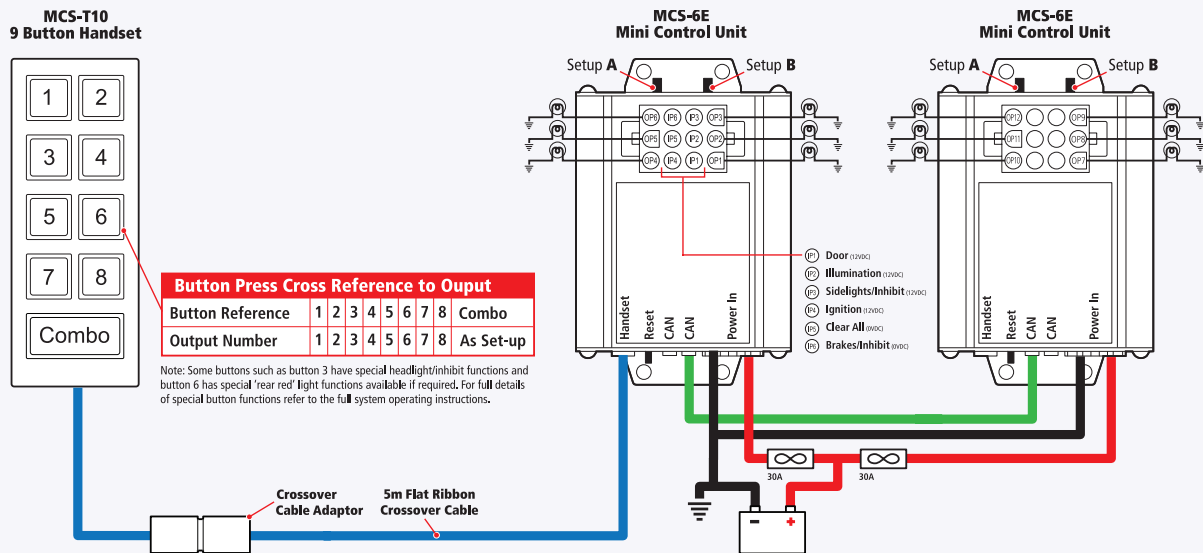 MCS-T10
9 Button Handset
1 2
3 4
5 6
7 8
Combo
Button Press Cross Reference to Ouput
Button Reference 1 2 3 4 5 6 7 8 Combo
Output Number 1 2 3 4 5 6 7 8 As Set-up
Note: Some buttons such as button 3 have special headlight/inhibit functions and
button 6 has special 'rear red' light functions available if required. For full details
of special button functions refer to the full system operating instructions.
Crossover
Cable Adaptor
5m Flat Ribbon
Crossover Cable
MCS-6E
Mini Control Unit
Setup A
Setup B
OP6 IP6 IP3 OP3
OP5 IP5 IP2 OP2
OP4 IP4 IP1 OP1
Handset
Reset
CAN
CAN
Power In
IP1 Door (12VDC)
IP2 Illumination (12VDC)
IP3 Sidelights/Inhibit (12VDC)
IP4 Ignition (12VDC)
IP5 Clear All (0VDC)
IP6 Brakes/Inhibit (0VDC)
MCS-6E
Mini Control Unit
Setup A
Setup B
OP12 OP9
OP11 OP8
OP10 OP7
Handset
Reset
CAN
CAN
Power In
30A
30A
- +